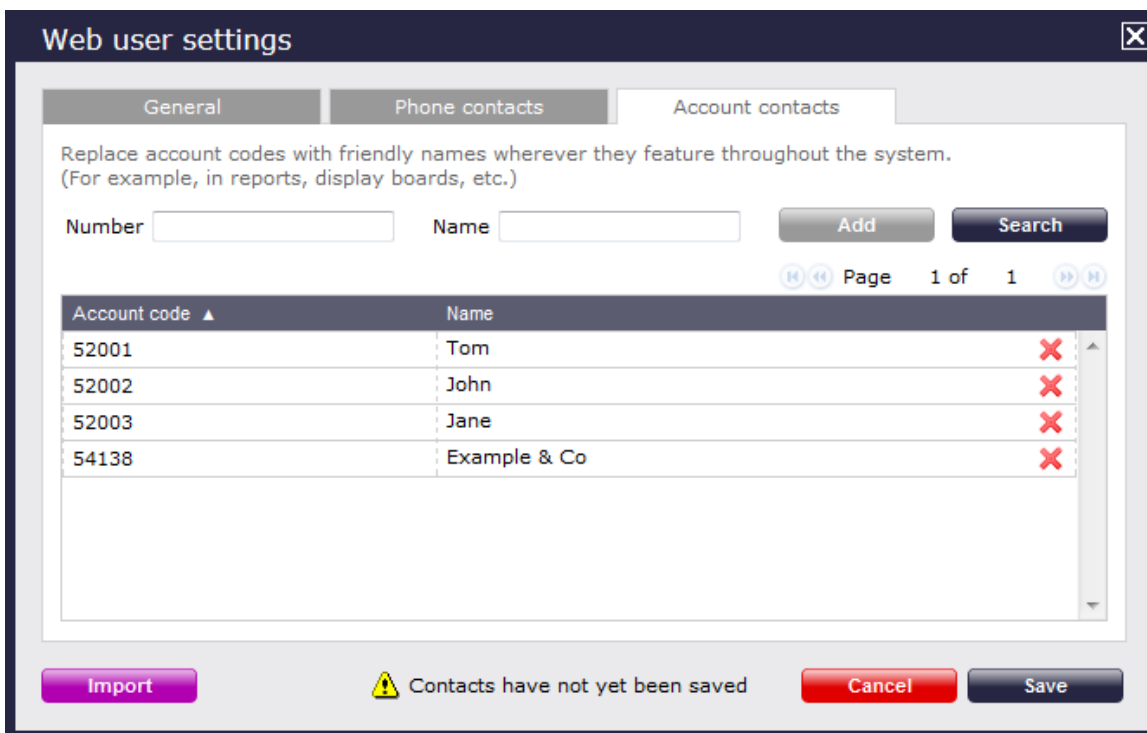 Web user settings
General Phone contacts Account contacts
Replace account codes with friendly names wherever they feature throughout the system.
(For example, in reports, display boards, etc.)
Number Name Add Search
Page 1 of 1
Account code ▲ Name
52001 Tom
52002 John
52003 Jane
54138 Example & Co
Import Contacts have not yet been saved Cancel Save